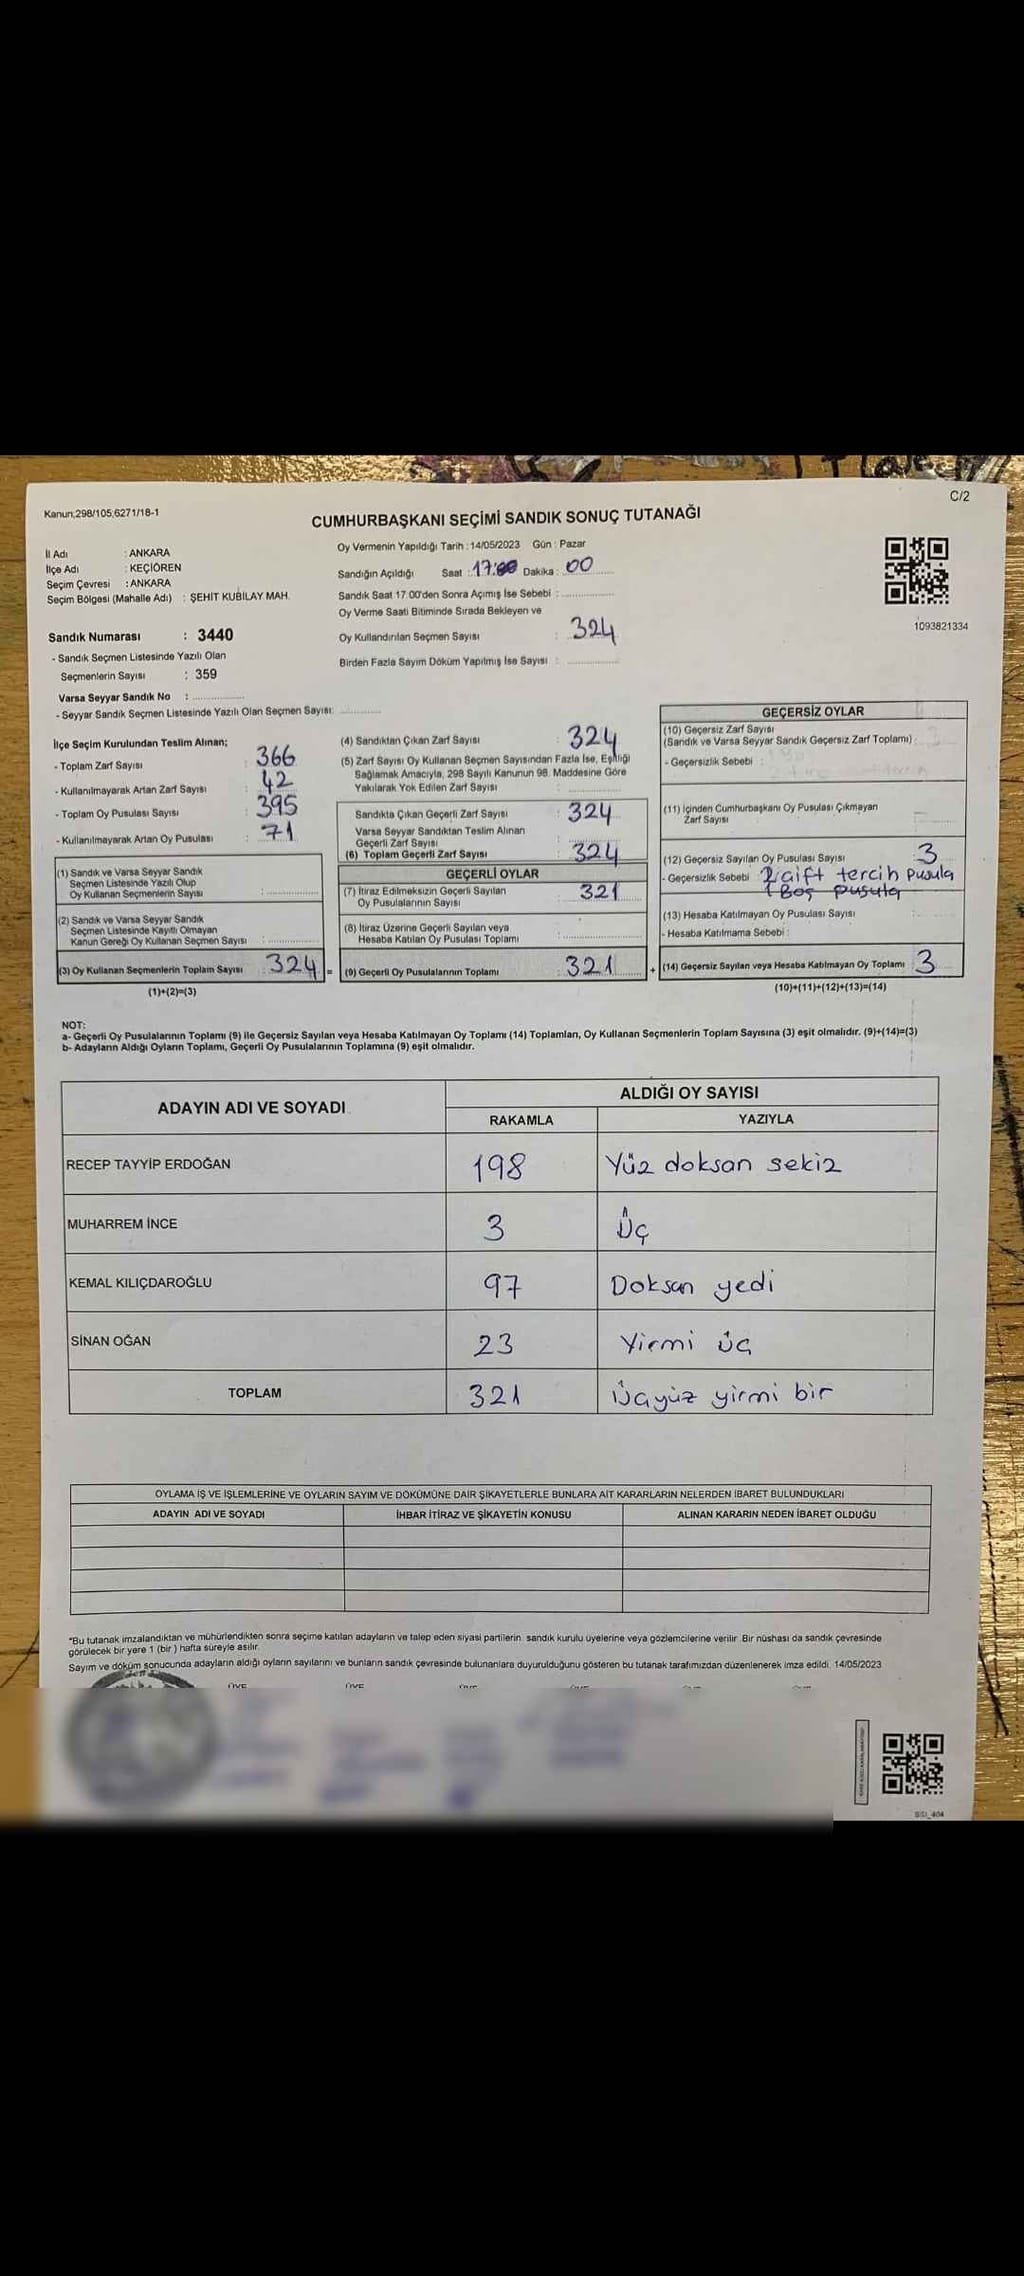 C/2
Kanun;298/105,6271/18-1
CUMHURBAŞKANI SEÇİMİ SANDIK SONUÇ TUTANAĞI
İl Adı : ANKARA
İlçe Adı : KEÇİÖREN
Seçim Çevresi : ANKARA
Seçim Bölgesi (Mahalle Adı) : ŞEHİT KUBİLAY MAH.
Oy Vermenin Yapıldığı Tarih : 14/05/2023 Gün : Pazar
Sandığın Açıldığı Saat : 17:00 Dakika : 00
Sandık Saat 17.00'den Sonra Açımış İse Sebebi :
Oy Verme Saati Bitiminde Sırada Bekleyen ve
Oy Kullandırılan Seçmen Sayısı : 324
Birden Fazla Sayım Döküm Yapılmış İse Sayısı :
1093821334
Sandık Numarası : 3440
- Sandık Seçmen Listesinde Yazılı Olan
Seçmenlerin Sayısı : 359
Varsa Seyyar Sandık No :
- Seyyar Sandık Seçmen Listesinde Yazılı Olan Seçmen Sayısı:
İlçe Seçim Kurulundan Teslim Alınan;
- Toplam Zarf Sayısı : 366
- Kullanılmayarak Artan Zarf Sayısı : 42
- Toplam Oy Pusulası Sayısı : 395
- Kullanılmayarak Artan Oy Pusulası : 71
(1) Sandık ve Varsa Seyyar Sandık
Seçmen Listesinde Yazılı Olup
Oy Kullanan Seçmenlerin Sayısı :
(2) Sandık ve Varsa Seyyar Sandık
Seçmen Listesinde Kayıtlı Olmayan
Kanun Gereği Oy Kullanan Seçmen Sayısı :
(3) Oy Kullanan Seçmenlerin Toplam Sayısı : 324 =
(1)+(2)=(3)
(4) Sandıktan Çıkan Zarf Sayısı : 324
(5) Zarf Sayısı Oy Kullanan Seçmen Sayısından Fazla İse, Eşitliği
Sağlamak Amacıyla, 298 Sayılı Kanunun 98. Maddesine Göre
Yakılarak Yok Edilen Zarf Sayısı :
Sandıkta Çıkan Geçerli Zarf Sayısı : 324
Varsa Seyyar Sandıktan Teslim Alınan
Geçerli Zarf Sayısı :
(6) Toplam Geçerli Zarf Sayısı : 324
GEÇERLİ OYLAR
(7) İtiraz Edilmeksizin Geçerli Sayılan
Oy Pusulalarının Sayısı : 321
(8) İtiraz Üzerine Geçerli Sayılan veya
Hesaba Katılan Oy Pusulası Toplamı :
(9) Geçerli Oy Pusulalarının Toplamı : 321 +
GEÇERSİZ OYLAR
(10) Geçersiz Zarf Sayısı
(Sandık ve Varsa Seyyar Sandık Geçersiz Zarf Toplamı) :
- Geçersizlik Sebebi :
(11) İçinden Cumhurbaşkanı Oy Pusulası Çıkmayan
Zarf Sayısı :
(12) Geçersiz Sayılan Oy Pusulası Sayısı : 3
- Geçersizlik Sebebi 2 çift tercih pusula
1 Boş pusula
(13) Hesaba Katılmayan Oy Pusulası Sayısı :
- Hesaba Katılmama Sebebi :
(14) Geçersiz Sayılan veya Hesaba Katılmayan Oy Toplamı : 3
(10)+(11)+(12)+(13)=(14)
NOT:
a- Geçerli Oy Pusulalarının Toplamı (9) ile Geçersiz Sayılan veya Hesaba Katılmayan Oy Toplamı (14) Toplamları, Oy Kullanan Seçmenlerin Toplam Sayısına (3) eşit olmalıdır. (9)+(14)=(3)
b- Adayların Aldığı Oyların Toplamı, Geçerli Oy Pusulalarının Toplamına (9) eşit olmalıdır.
ADAYIN ADI VE SOYADI
ALDIĞI OY SAYISI
RAKAMLA YAZIYLA
RECEP TAYYİP ERDOĞAN 198 Yüz doksan sekiz
MUHARREM İNCE 3 Üç
KEMAL KILIÇDAROĞLU 97 Doksan yedi
SİNAN OĞAN 23 Yirmi üç
TOPLAM 321 Üçyüz yirmi bir
OYLAMA İŞ VE İŞLEMLERİNE VE OYLARIN SAYIM VE DÖKÜMÜNE DAİR ŞİKAYETLERLE BUNLARA AİT KARARLARIN NELERDEN İBARET BULUNDUKLARI
ADAYIN ADI VE SOYADI İHBAR İTİRAZ VE ŞİKAYETİN KONUSU ALINAN KARARIN NEDEN İBARET OLDUĞU
"Bu tutanak imzalandıktan ve mühürlendikten sonra seçime katılan adayların ve talep eden siyasi partilerin sandık kurulu üyelerine veya gözlemcilerine verilir. Bir nüshası da sandık çevresinde
görülecek bir yere 1 (bir) hafta süreyle asılır.
Sayım ve döküm sonucunda adayların aldığı oyların sayılarını ve bunların sandık çevresinde bulunanlara duyurulduğunu gösteren bu tutanak tarafımızdan düzenlenerek imza edildi. 14/05/2023
ÜYE ÜYE